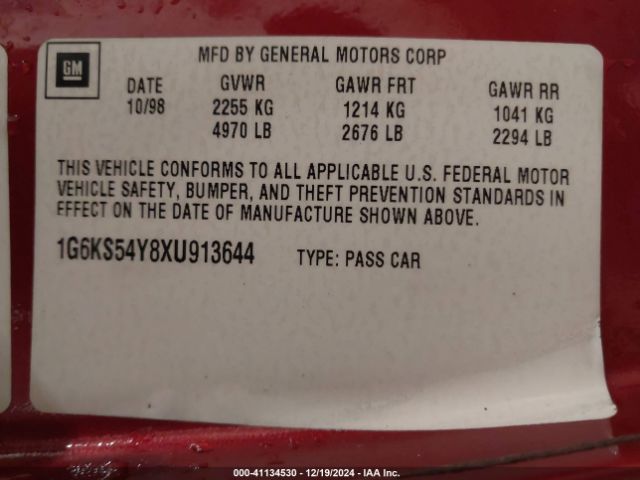 GM
MFD BY GENERAL MOTORS CORP
DATE GVWR GAWR FRT GAWR RR
10/98 2255 KG 1214 KG 1041 KG
4970 LB 2676 LB 2294 LB
THIS VEHICLE CONFORMS TO ALL APPLICABLE U.S. FEDERAL MOTOR
VEHICLE SAFETY, BUMPER, AND THEFT PREVENTION STANDARDS IN
EFFECT ON THE DATE OF MANUFACTURE SHOWN ABOVE.
1G6KS54Y8XU913644 TYPE: PASS CAR
000-41134530 - 12/19/2024 - IAA Inc.